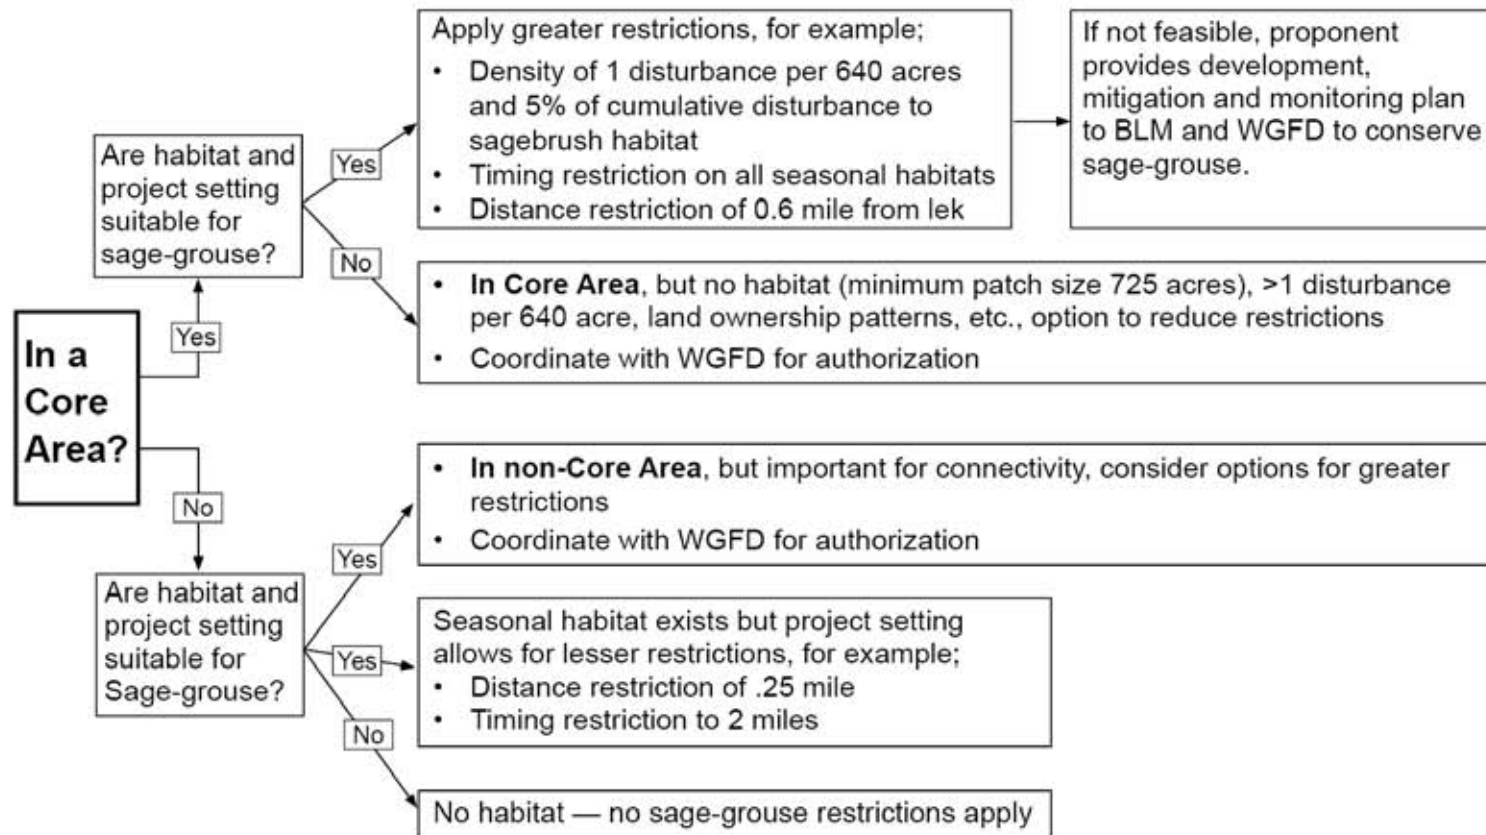 In a
Core
Area?
Yes
Are habitat and
project setting
suitable for
sage-grouse?
Yes
Apply greater restrictions, for example;
• Density of 1 disturbance per 640 acres
and 5% of cumulative disturbance to
sagebrush habitat
• Timing restriction on all seasonal habitats
• Distance restriction of 0.6 mile from lek
If not feasible, proponent
provides development,
mitigation and monitoring plan
to BLM and WGFD to conserve
sage-grouse.
No
• In Core Area, but no habitat (minimum patch size 725 acres), >1 disturbance
per 640 acre, land ownership patterns, etc., option to reduce restrictions
• Coordinate with WGFD for authorization
No
Are habitat and
project setting
suitable for
Sage-grouse?
Yes
• In non-Core Area, but important for connectivity, consider options for greater
restrictions
• Coordinate with WGFD for authorization
Yes
Seasonal habitat exists but project setting
allows for lesser restrictions, for example;
• Distance restriction of .25 mile
• Timing restriction to 2 miles
No
No habitat — no sage-grouse restrictions apply